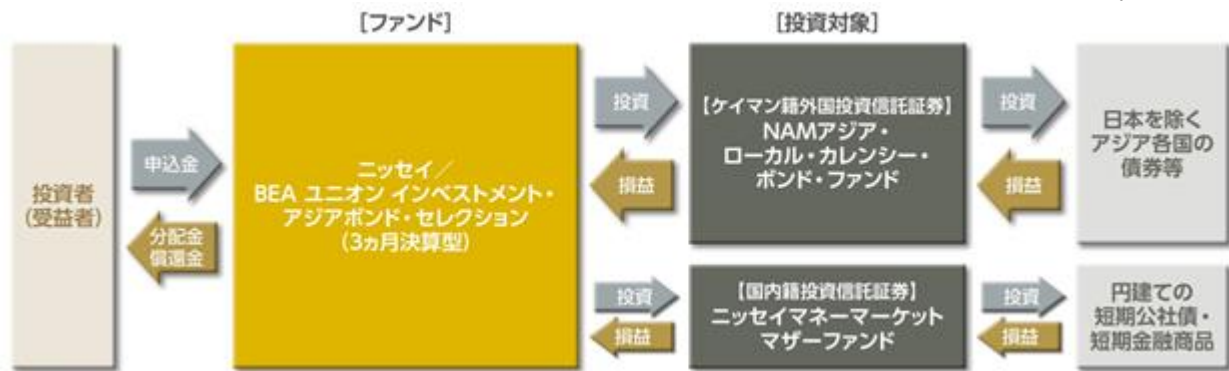 ［ファンド］
［投資対象］
投資者
(受益者)
申込金
分配金
償還金
ニッセイ／
BEA ユニオン インベストメント・
アジアボンド・セレクション
(3ヵ月決算型)
投資
損益
【ケイマン籍外国投資信託証券】
NAMアジア・
ローカル・カレンシー・
ボンド・ファンド
投資
損益
日本を除く
アジア各国の
債券等
投資
損益
【国内籍投資信託証券】
ニッセイマネーマーケット
マザーファンド
投資
損益
円建ての
短期公社債・
短期金融商品